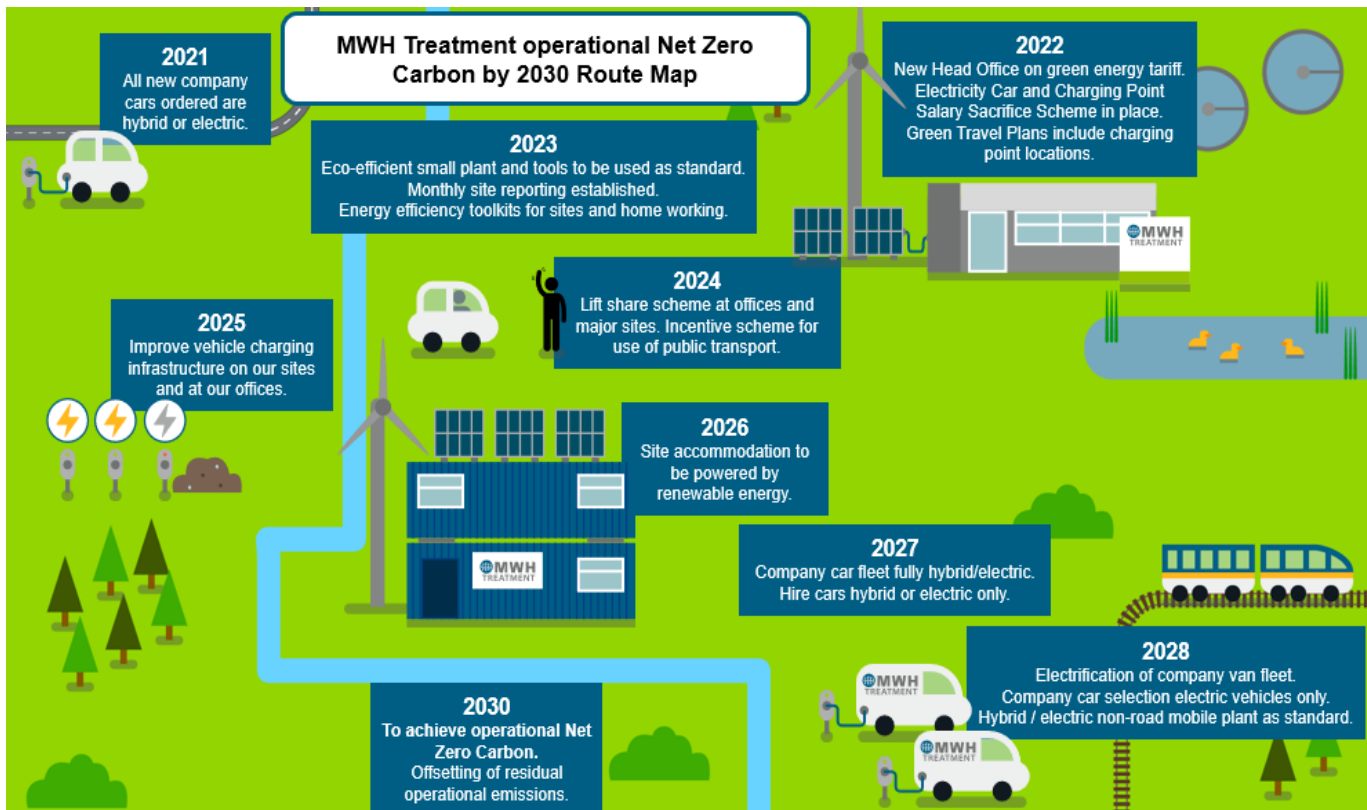 MWH Treatment operational Net Zero
Carbon by 2030 Route Map
2021
All new company
cars ordered are
hybrid or electric.
2022
New Head Office on green energy tariff.
Electricity Car and Charging Point
Salary Sacrifice Scheme in place.
Green Travel Plans include charging
point locations.
2023
Eco-efficient small plant and tools to be used as standard.
Monthly site reporting established.
Energy efficiency toolkits for sites and home working.
MWH
TREATMENT
2024
Lift share scheme at offices and
major sites. Incentive scheme for
use of public transport.
2025
Improve vehicle charging
infrastructure on our sites
and at our offices.
2026
Site accommodation to
be powered by
renewable energy.
MWH
TREATMENT
2027
Company car fleet fully hybrid/electric.
Hire cars hybrid or electric only.
2028
Electrification of company van fleet.
Company car selection electric vehicles only.
Hybrid / electric non-road mobile plant as standard.
MWH
TREATMENT
MWH
TREATMENT
2030
To achieve operational Net
Zero Carbon.
Offsetting of residual
operational emissions.